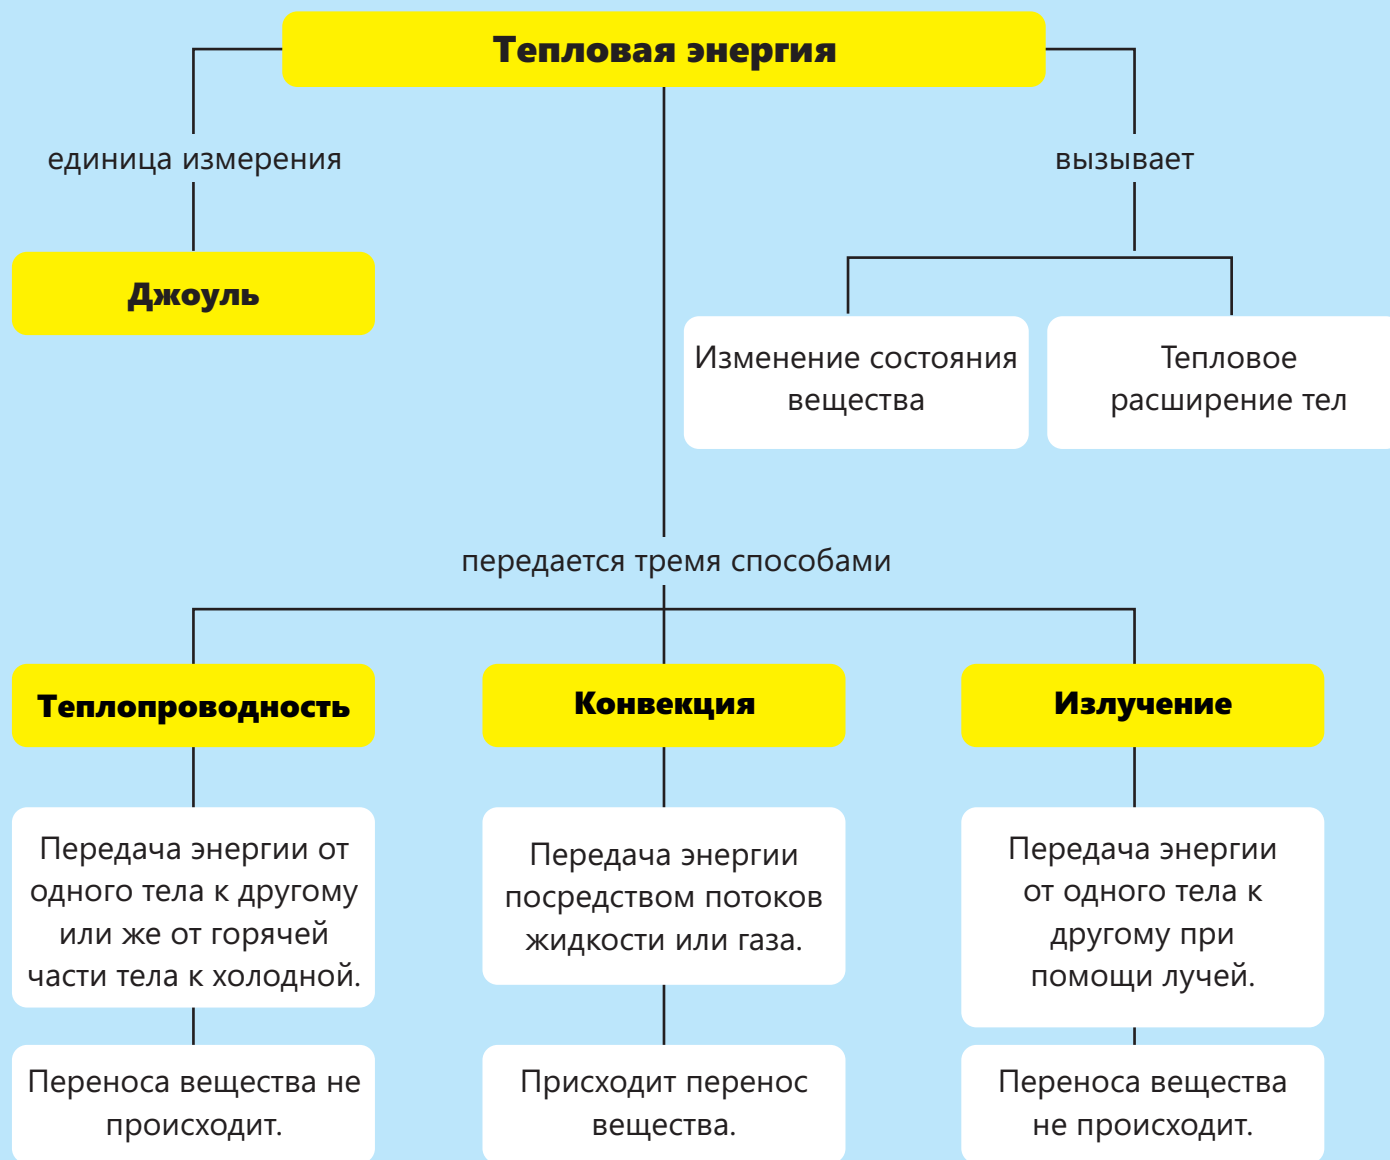 Тепловая энергия
единица измерения
вызывает
Джоуль
Изменение состояния
вещества
Тепловое
расширение тел
передается тремя способами
Теплопроводность
Конвекция
Излучение
Передача энергии от
одного тела к другому
или же от горячей
части тела к холодной.
Передача энергии
посредством потоков
жидкости или газа.
Передача энергии
от одного тела к
другому при
помощи лучей.
Переноса вещества не
происходит.
Присходит перенос
вещества.
Переноса вещества
не происходит.